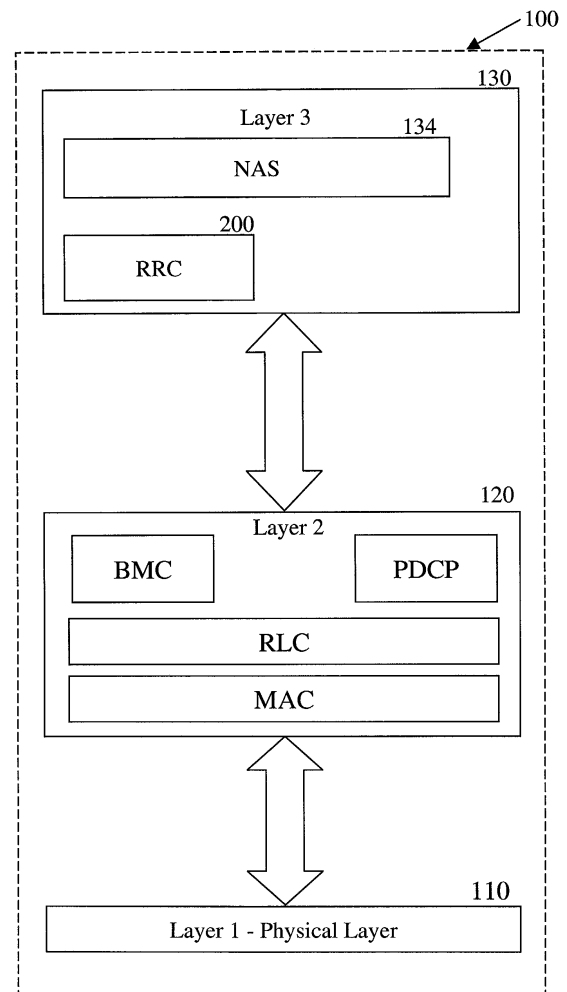 100
130
Layer 3
134
NAS
200
RRC
120
Layer 2
BMC
PDCP
RLC
MAC
110
Layer 1 - Physical Layer